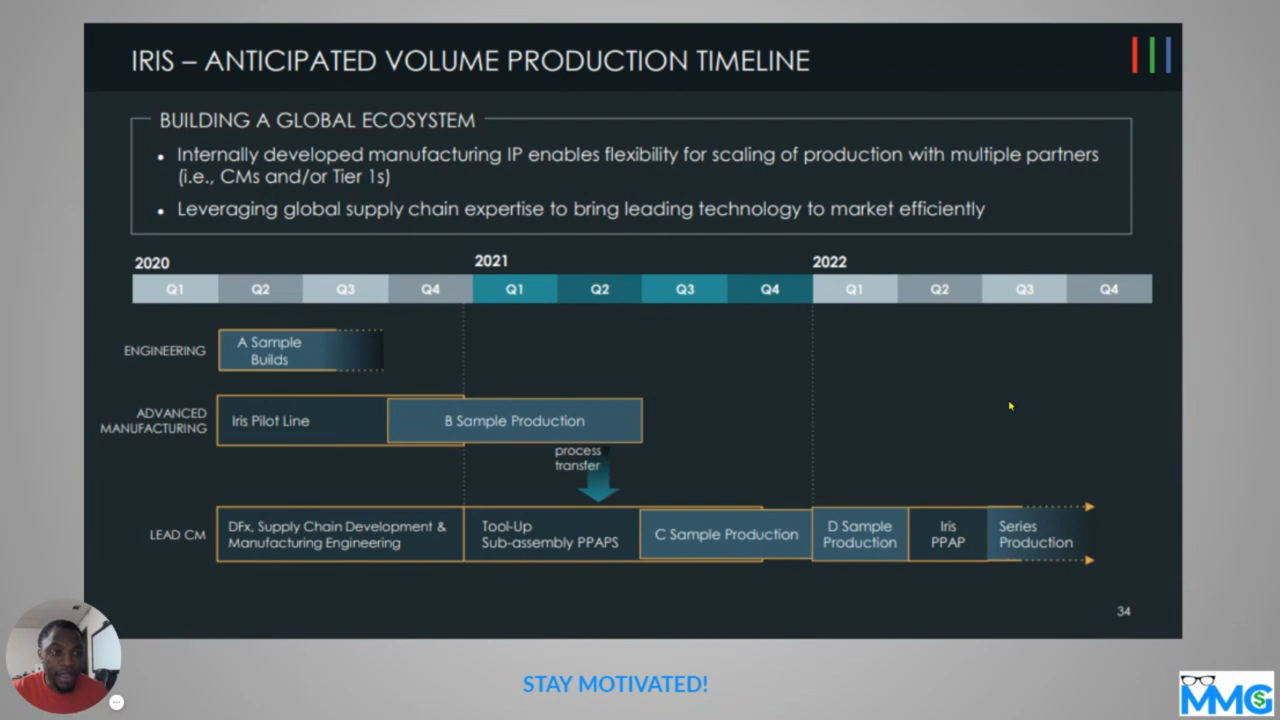 IRIS – ANTICIPATED VOLUME PRODUCTION TIMELINE
BUILDING A GLOBAL ECOSYSTEM
• Internally developed manufacturing IP enables flexibility for scaling of production with multiple partners
(i.e., CMs and/or Tier 1s)
• Leveraging global supply chain expertise to bring leading technology to market efficiently
2020 2021 2022
Q1 Q2 Q3 Q4 Q1 Q2 Q3 Q4 Q1 Q2 Q3 Q4
ENGINEERING
A Sample
Builds
ADVANCED
MANUFACTURING
Iris Pilot Line
B Sample Production
process
transfer
LEAD CM
DFx, Supply Chain Development &
Manufacturing Engineering
Tool-Up
Sub-assembly PPAPS
C Sample Production
D Sample
Production
Iris
PPAP
Series
Production
34
STAY MOTIVATED!
MMG
$